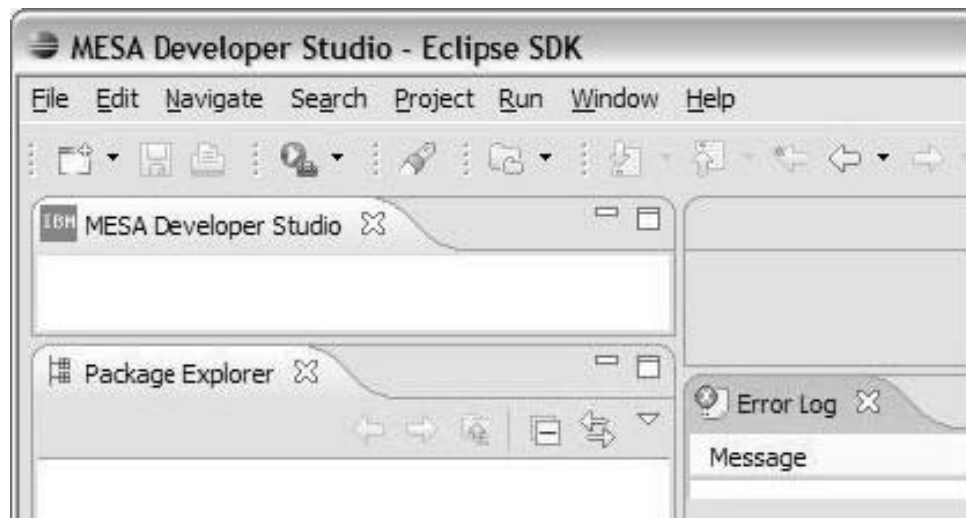 MESA Developer Studio - Eclipse SDK
File Edit Navigate Search Project Run Window Help
IBM MESA Developer Studio
Package Explorer
Error Log
Message